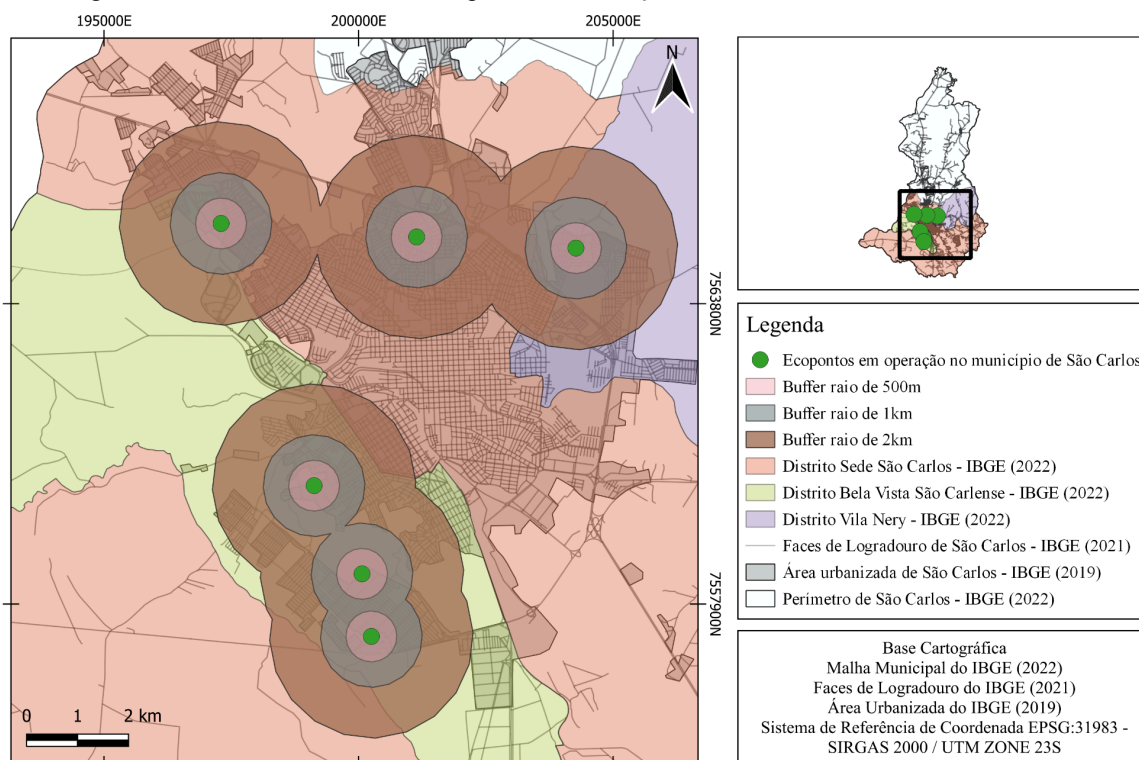 195000E
200000E
205000E
N
7563800N
7557900N
0 1 2 km
Legenda
Ecopontos em operação no município de São Carlos
Buffer raio de 500m
Buffer raio de 1km
Buffer raio de 2km
Distrito Sede São Carlos - IBGE (2022)
Distrito Bela Vista São Carlense - IBGE (2022)
Distrito Vila Nery - IBGE (2022)
Faces de Logradouro de São Carlos - IBGE (2021)
Área urbanizada de São Carlos - IBGE (2019)
Perímetro de São Carlos - IBGE (2022)
Base Cartográfica
Malha Municipal do IBGE (2022)
Faces de Logradouro do IBGE (2021)
Área Urbanizada do IBGE (2019)
Sistema de Referência de Coordenada EPSG:31983 -
SIRGAS 2000 / UTM ZONE 23S